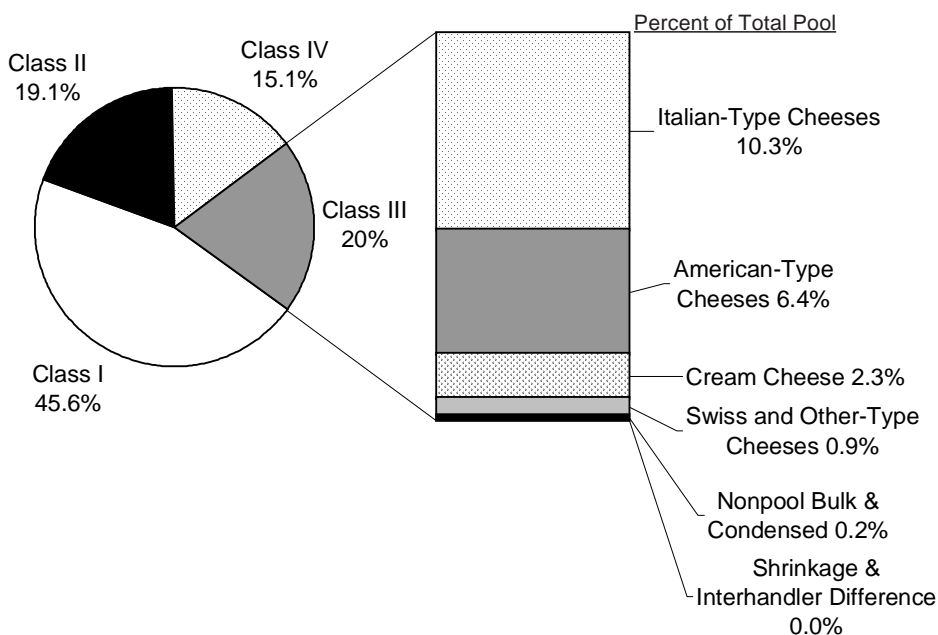 Percent of Total Pool
Class II
19.1%
Class IV
15.1%
Class III
20%
Class I
45.6%
Italian-Type Cheeses
10.3%
American-Type
Cheeses 6.4%
Cream Cheese 2.3%
Swiss and Other-Type
Cheeses 0.9%
Nonpool Bulk &
Condensed 0.2%
Shrinkage &
Interhandler Difference
0.0%